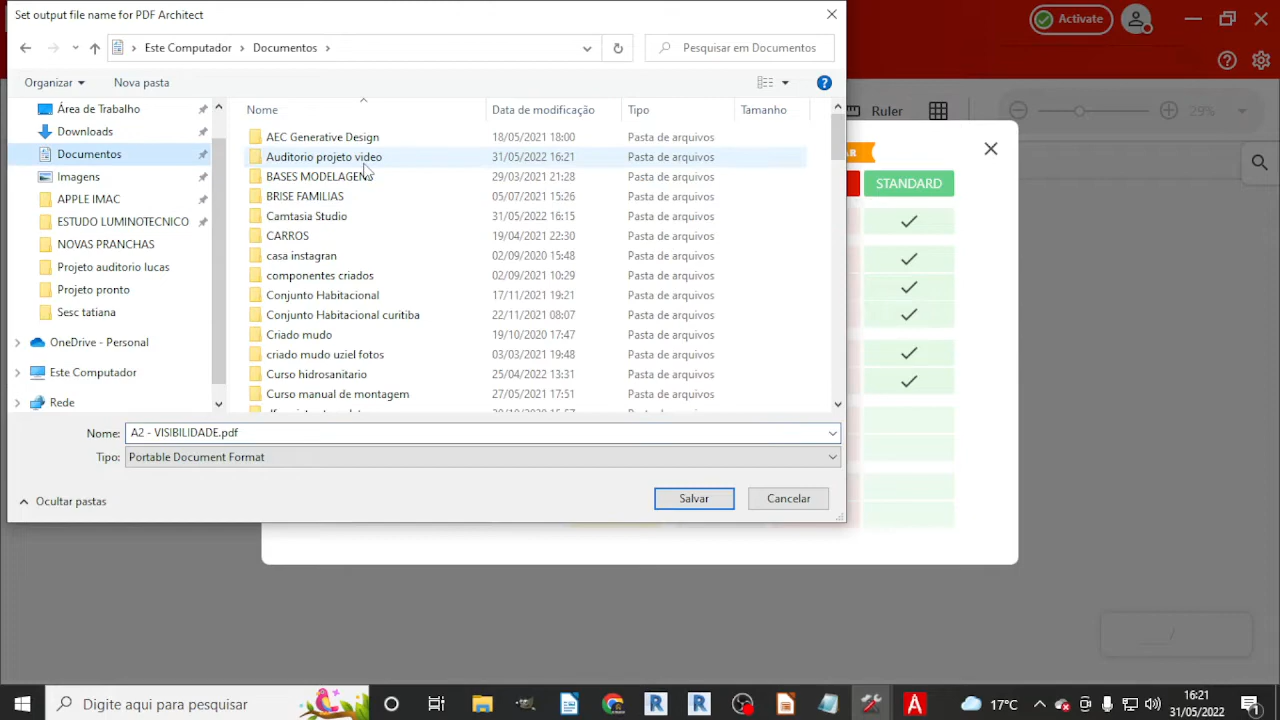 Set output file name for PDF Architect
Activate
Este Computador
Documentos
Pesquisar em Documentos
Organizar
Nova pasta
Ruler
29%
Nome
Data de modificação
Tipo
Tamanho
Área de Trabalho
Downloads
Documentos
Imagens
APPLE IMAC
ESTUDO LUMINOTECNICO
NOVAS PRANCHAS
Projeto auditorio lucas
Projeto pronto
Sesc tatiana
OneDrive - Personal
Este Computador
Rede
AEC Generative Design 18/05/2021 18:00 Pasta de arquivos
Auditorio projeto video 31/05/2022 16:21 Pasta de arquivos
BASES MODELAGENS 29/03/2021 21:28 Pasta de arquivos
BRISE FAMILIAS 05/07/2021 15:26 Pasta de arquivos
Camtasia Studio 31/05/2022 16:15 Pasta de arquivos
CARROS 19/04/2021 22:30 Pasta de arquivos
casa instagran 02/09/2020 15:48 Pasta de arquivos
componentes criados 02/09/2021 10:29 Pasta de arquivos
Conjunto Habitacional 17/11/2021 19:21 Pasta de arquivos
Conjunto Habitacional curitiba 22/11/2021 08:07 Pasta de arquivos
Criado mudo 19/10/2020 17:47 Pasta de arquivos
criado mudo uziel fotos 03/03/2021 19:48 Pasta de arquivos
Curso hidrosanitario 25/04/2022 13:31 Pasta de arquivos
Curso manual de montagem 27/05/2021 17:51 Pasta de arquivos
STANDARD
Nome: A2 - VISIBILIDADE.pdf
Tipo: Portable Document Format
Ocultar pastas
Salvar
Cancelar
Digite aqui para pesquisar
17°C
16:21
31/05/2022
1